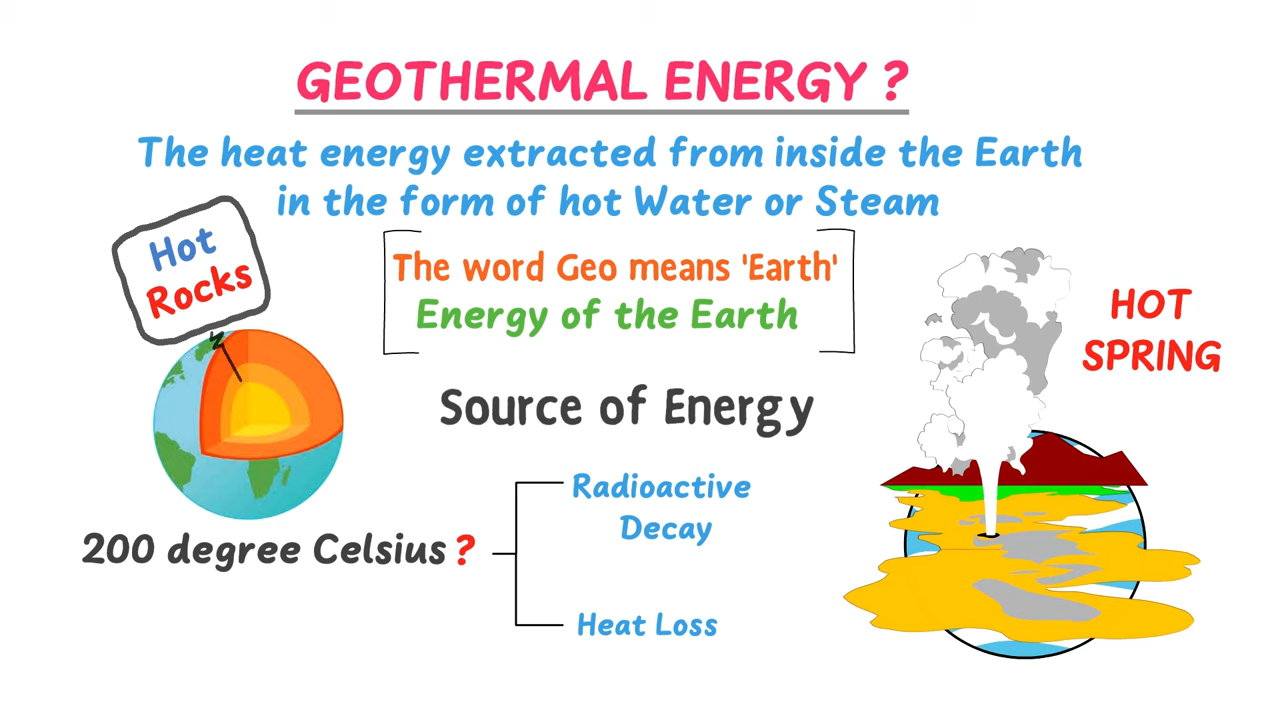 GEOTHERMAL ENERGY ?
The heat energy extracted from inside the Earth
in the form of hot Water or Steam
Hot
Rocks
The word Geo means 'Earth'
Energy of the Earth
HOT
SPRING
Source of Energy
200 degree Celsius ?
Radioactive
Decay
Heat Loss